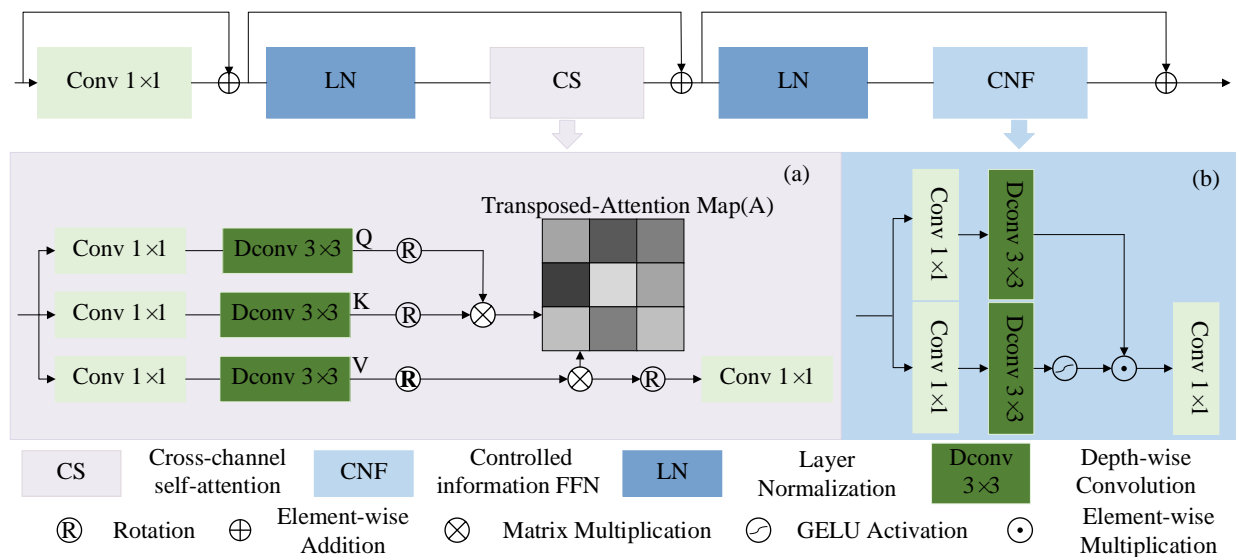 Conv 1×1
LN
CS
LN
CNF
(a)
Transposed-Attention Map(A)
Conv 1×1
Dconv 3×3
Q
R
Conv 1×1
Dconv 3×3
K
R
Conv 1×1
Dconv 3×3
V
R
R
Conv 1×1
(b)
Conv 1×1
Dconv 3×3
Conv 1×1
Dconv 3×3
Conv 1×1
CS
Cross-channel
self-attention
CNF
Controlled
information FFN
LN
Layer
Normalization
Dconv
3×3
Depth-wise
Convolution
R
Rotation
Element-wise
Addition
Matrix Multiplication
GELU Activation
Element-wise
Multiplication